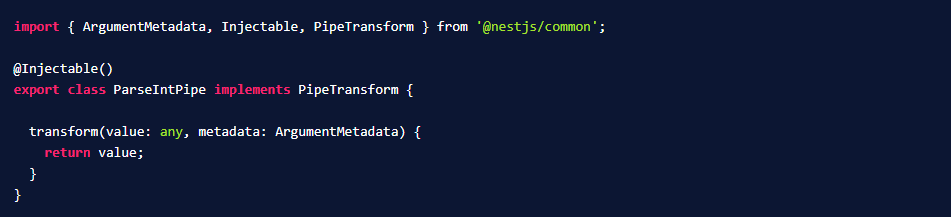 import { ArgumentMetadata, Injectable, PipeTransform } from '@nestjs/common';
@Injectable()
export class ParseIntPipe implements PipeTransform {
transform(value: any, metadata: ArgumentMetadata) {
return value;
}
}